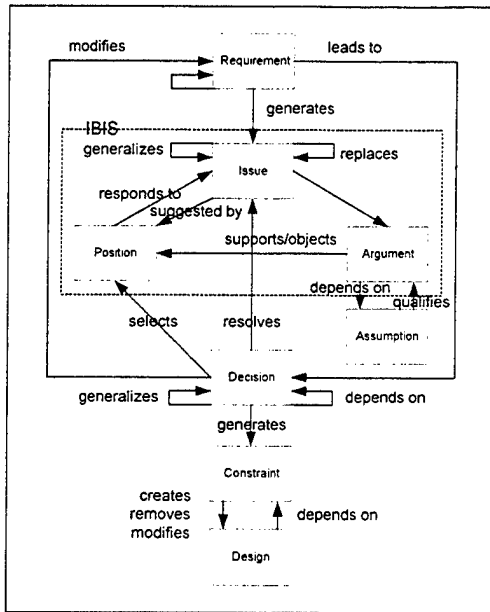 modifies
leads to
Requirement
generates
IBIS
generalizes
replaces
Issue
responds to
suggested by
Position
supports/objects
Argument
depends on
qualifies
Assumption
selects
resolves
Decision
generalizes
depends on
generates
Constraint
creates
removes
modifies
depends on
Design